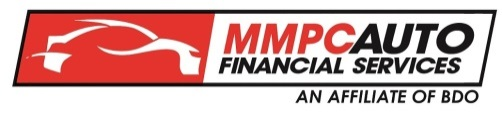 MMPCAUTO
FINANCIAL SERVICES
AN AFFILIATE OF BDO